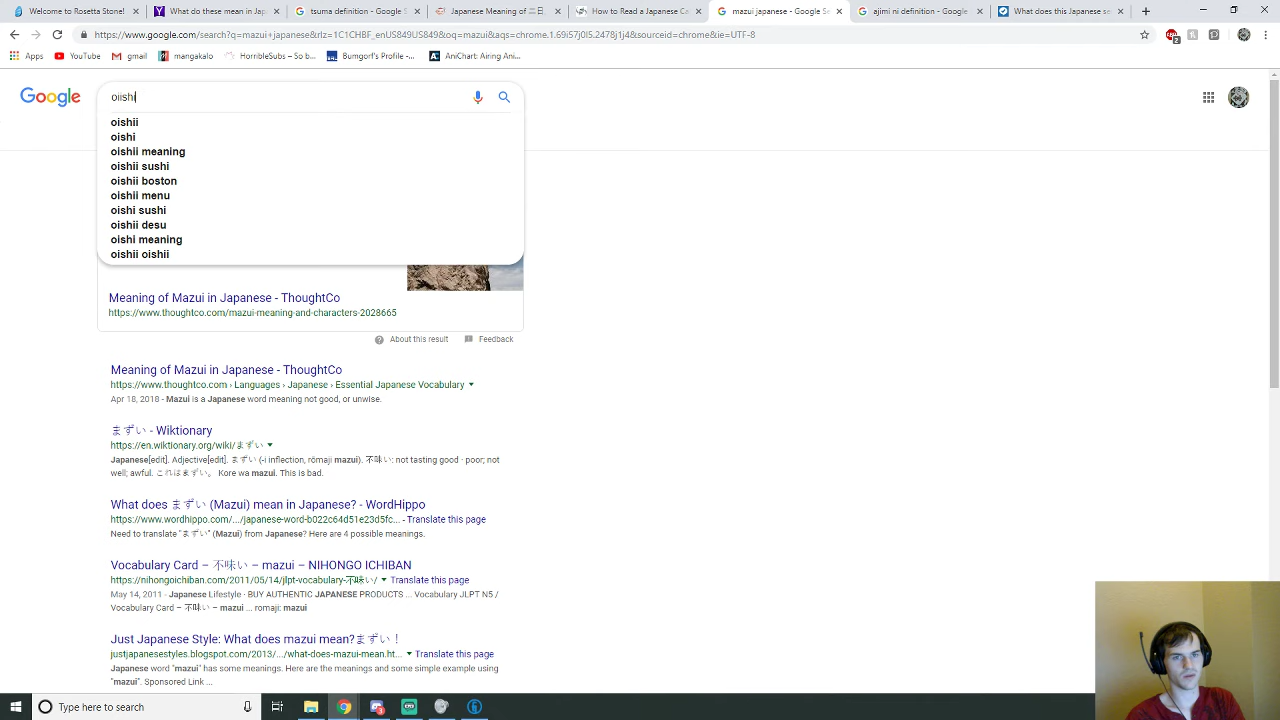 Welcome to Rosetta Stone!
What do these mean in Jap
tsuma definition - Google S
Japanese Meaning of 二日
How to Read a Japanese Ca
mazui japanese - Google Se
ajimi ni definition - Google
What does this Japanese se
https://www.google.com/search?q=mazui+japanese&rlz=1C1CHBF_enUS849US849&oq=mazui&aqs=chrome.1.69i57j0l5.2478j1j4&sourceid=chrome&ie=UTF-8
Apps
YouTube
gmail
mangakalo
HorribleSubs – So b...
Bumgorf's Profile -...
AniChart: Airing Ani...
Google
oiishi
oishii
oishi
oishii meaning
oishii sushi
oishii boston
oishii menu
oishi sushi
oishii desu
oishi meaning
oishii oishii
Meaning of Mazui in Japanese - ThoughtCo
https://www.thoughtco.com/mazui-meaning-and-characters-2028665
About this result
Feedback
Meaning of Mazui in Japanese - ThoughtCo
https://www.thoughtco.com › Languages › Japanese › Essential Japanese Vocabulary
Apr 18, 2018 - Mazui is a Japanese word meaning not good, or unwise.
まずい - Wiktionary
https://en.wiktionary.org/wiki/まずい
Japanese[edit]. Adjective[edit]. まずい • (-i inflection, rōmaji mazui). 不味い: not tasting good · poor; not
well; awful. これはまずい。 Kore wa mazui. This is bad.
What does まずい (Mazui) mean in Japanese? - WordHippo
https://www.wordhippo.com/.../japanese-word-b022c64d51e23d5fc... Translate this page
Need to translate "まずい" (Mazui) from Japanese? Here are 4 possible meanings.
Vocabulary Card – 不味い – mazui – NIHONGO ICHIBAN
https://nihongoichiban.com/2011/05/14/jlpt-vocabulary-不味い/ Translate this page
May 14, 2011 - Japanese Lifestyle · BUY AUTHENTIC JAPANESE PRODUCTS ... Vocabulary JLPT N5 /
Vocabulary Card – 不味い – mazui ... romaji: mazui
Just Japanese Style: What does mazui mean?まずい！
justjapanesestyles.blogspot.com/2013/.../what-does-mazui-mean.ht... Translate this page
Japanese word "mazui" has some meanings. Here are the meanings and some simple example using
"mazui". Sponsored Link ...
Type here to search